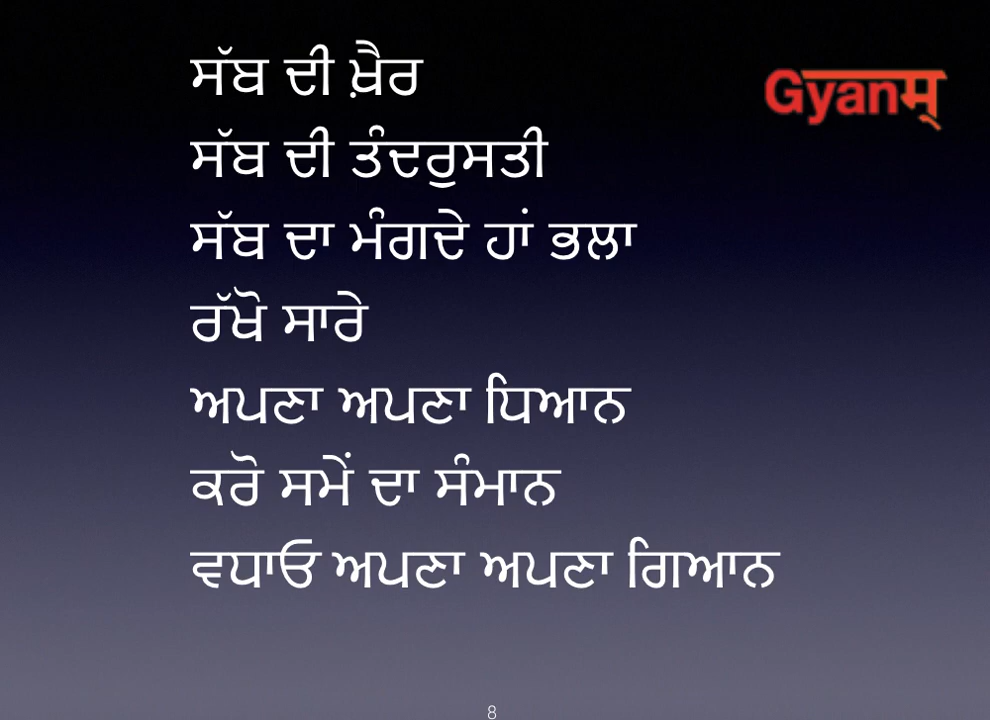 ਸੱਬ ਦੀ ਖ਼ੈਰ
Gyanम्
ਸੱਬ ਦੀ ਤੰਦਰੁਸਤੀ
ਸੱਬ ਦਾ ਮੰਗਦੇ ਹਾਂ ਭਲਾ
ਰੱਖੋ ਸਾਰੇ
ਅਪਣਾ ਅਪਣਾ ਧਿਆਨ
ਕਰੋ ਸਮੇਂ ਦਾ ਸੰਮਾਨ
ਵਧਾਓ ਅਪਣਾ ਅਪਣਾ ਗਿਆਨ
8